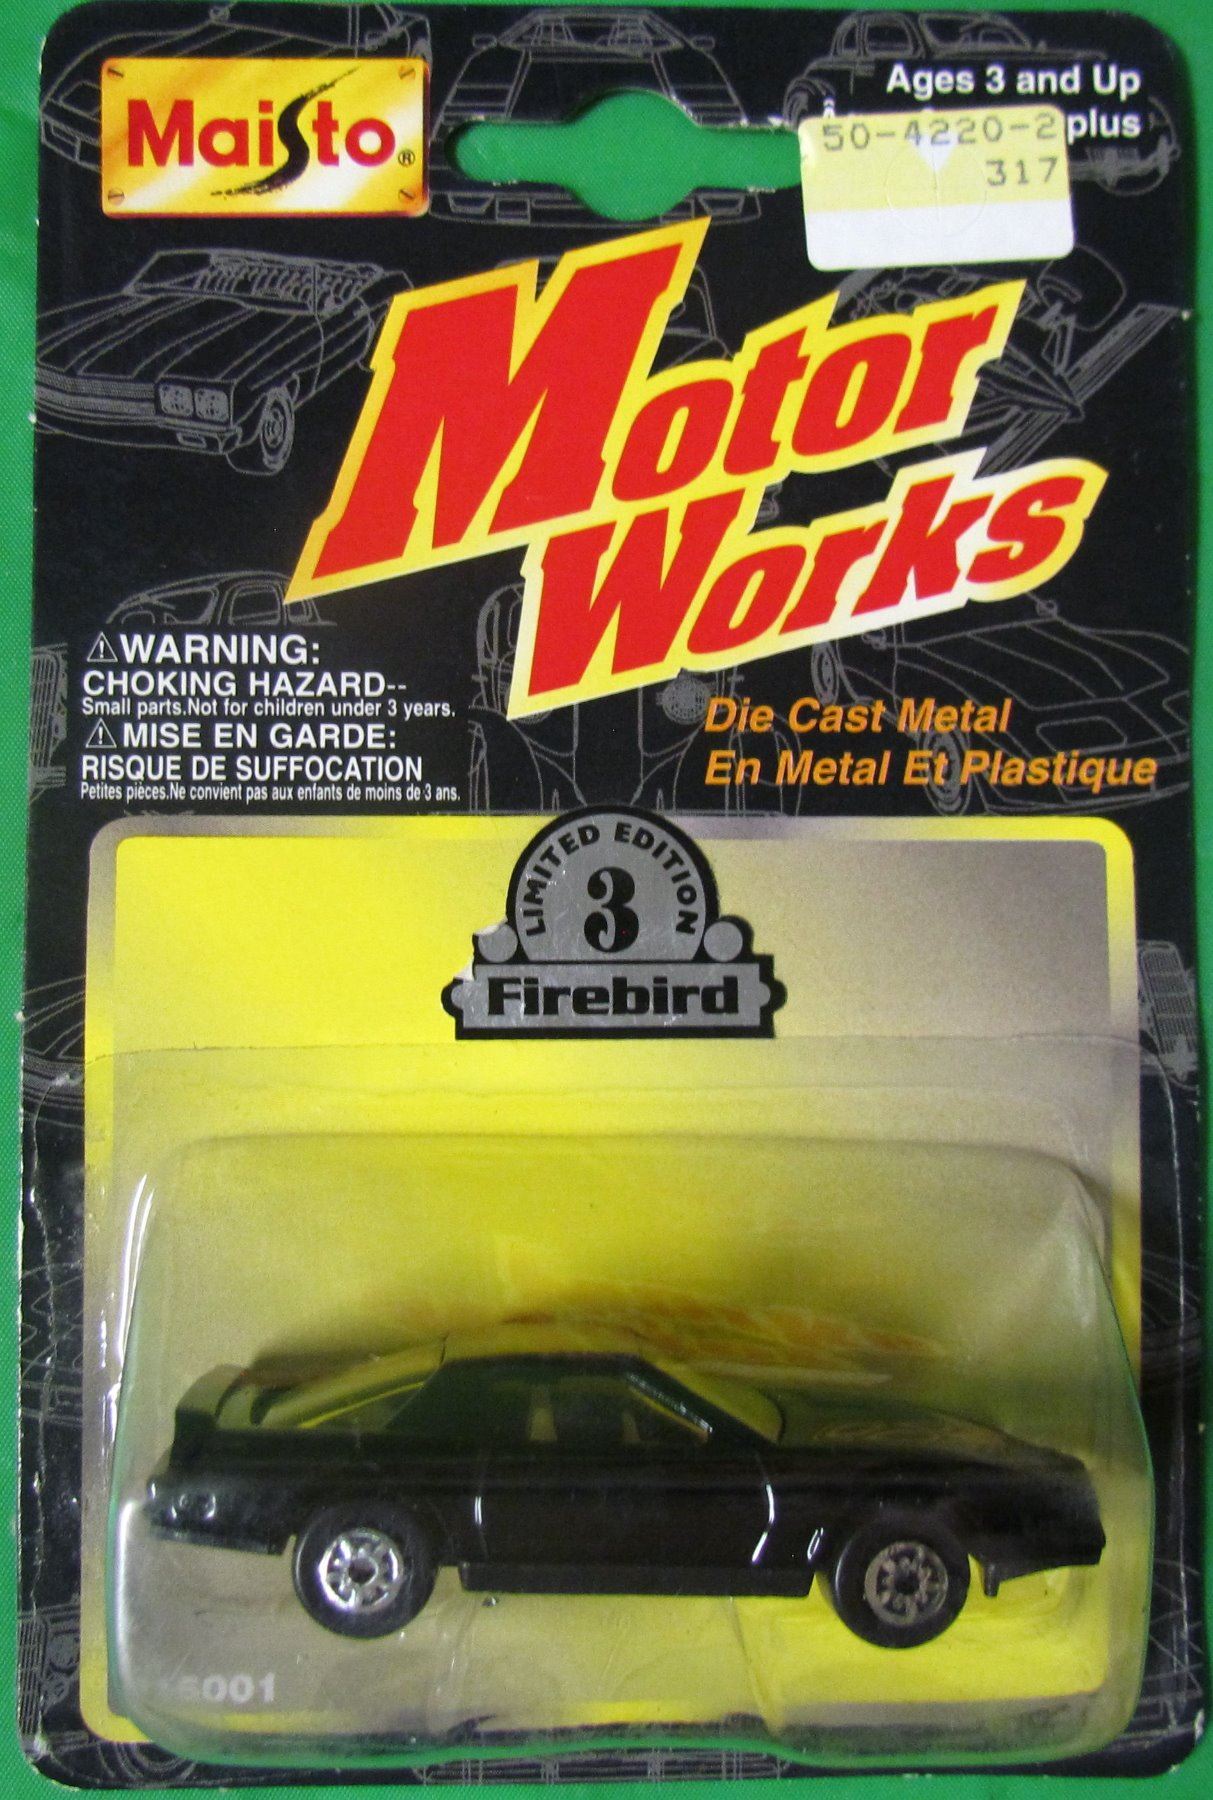 Maisto®
Ages 3 and Up
plus
50-4220-2
317
Motor
Works
⚠WARNING:
CHOKING HAZARD--
Small parts.Not for children under 3 years.
⚠MISE EN GARDE:
RISQUE DE SUFFOCATION
Petites pièces.Ne convient pas aux enfants de moins de 3 ans.
Die Cast Metal
En Metal Et Plastique
LIMITED EDITION
3
Firebird